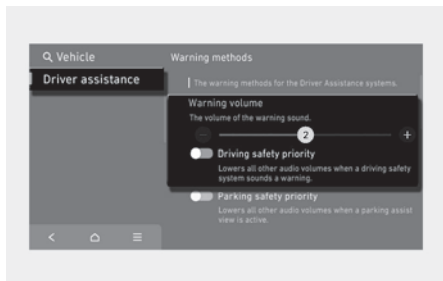 Vehicle
Warning methods
Driver assistance
The warning methods for the Driver Assistance systems.
Warning volume
The volume of the warning sound.
2
Driving safety priority
Lowers all other audio volumes when a driving safety
system sounds a warning.
Parking safety priority
Lowers all other audio volumes when a parking assist
view is active.